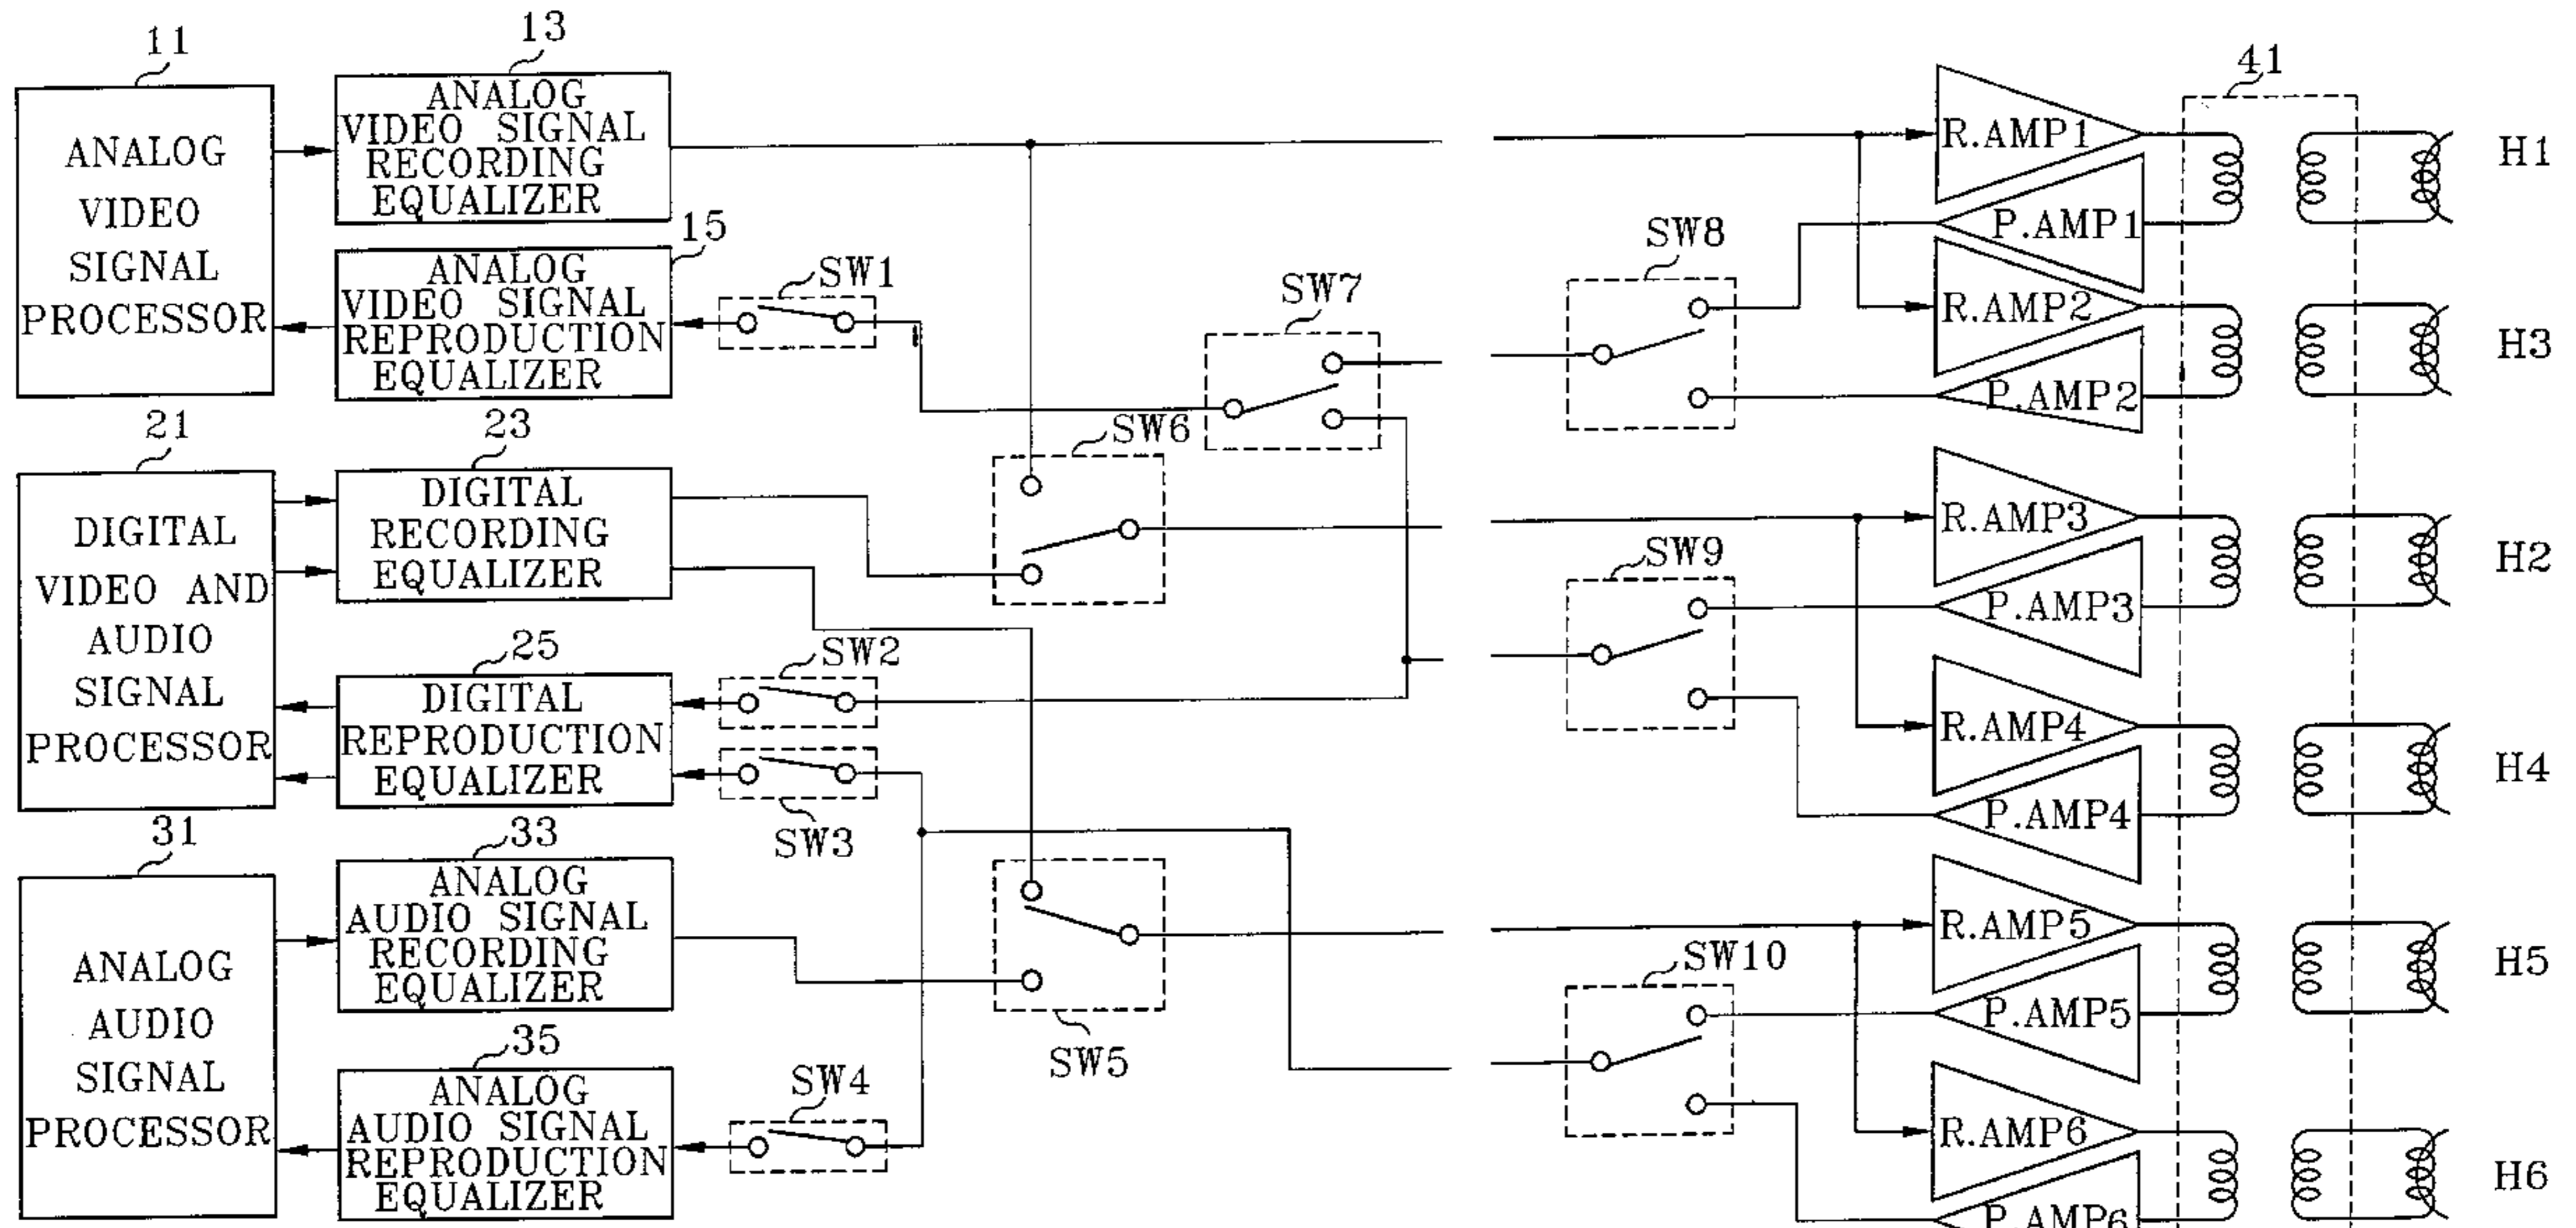 11
ANALOG
VIDEO
SIGNAL
PROCESSOR
13
ANALOG
VIDEO SIGNAL
RECORDING
EQUALIZER
15
ANALOG
VIDEO SIGNAL
REPRODUCTION
EQUALIZER
SW1
21
DIGITAL
VIDEO AND
AUDIO
SIGNAL
PROCESSOR
23
DIGITAL
RECORDING
EQUALIZER
25
DIGITAL
REPRODUCTION
EQUALIZER
SW2
SW3
31
ANALOG
AUDIO
SIGNAL
PROCESSOR
33
ANALOG
AUDIO SIGNAL
RECORDING
EQUALIZER
35
ANALOG
AUDIO SIGNAL
REPRODUCTION
EQUALIZER
SW4
SW5
SW6
SW7
SW8
SW9
SW10
R.AMP1
P.AMP1
R.AMP2
P.AMP2
R.AMP3
P.AMP3
R.AMP4
P.AMP4
R.AMP5
P.AMP5
R.AMP6
P.AMP6
41
H1
H3
H2
H4
H5
H6